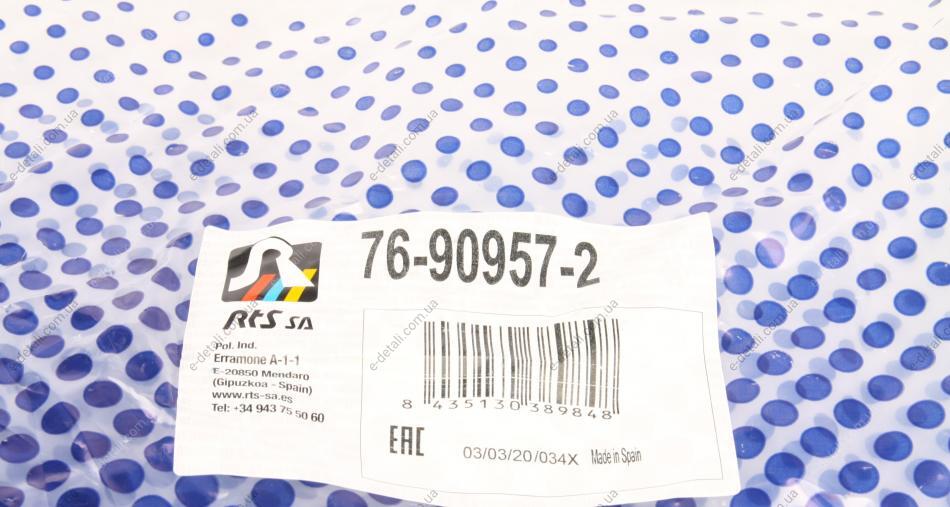 76-90957-2
RTS SA
Pol. Ind.
Erramone A-1-1
E-20850 Mendaro
(Gipuzkoa - Spain)
www.rts-sa.es
Tel: +34 943 75 50 60
8 435130 389848
EAC
03/03/20/034X Made in Spain
e-detali.com.ua